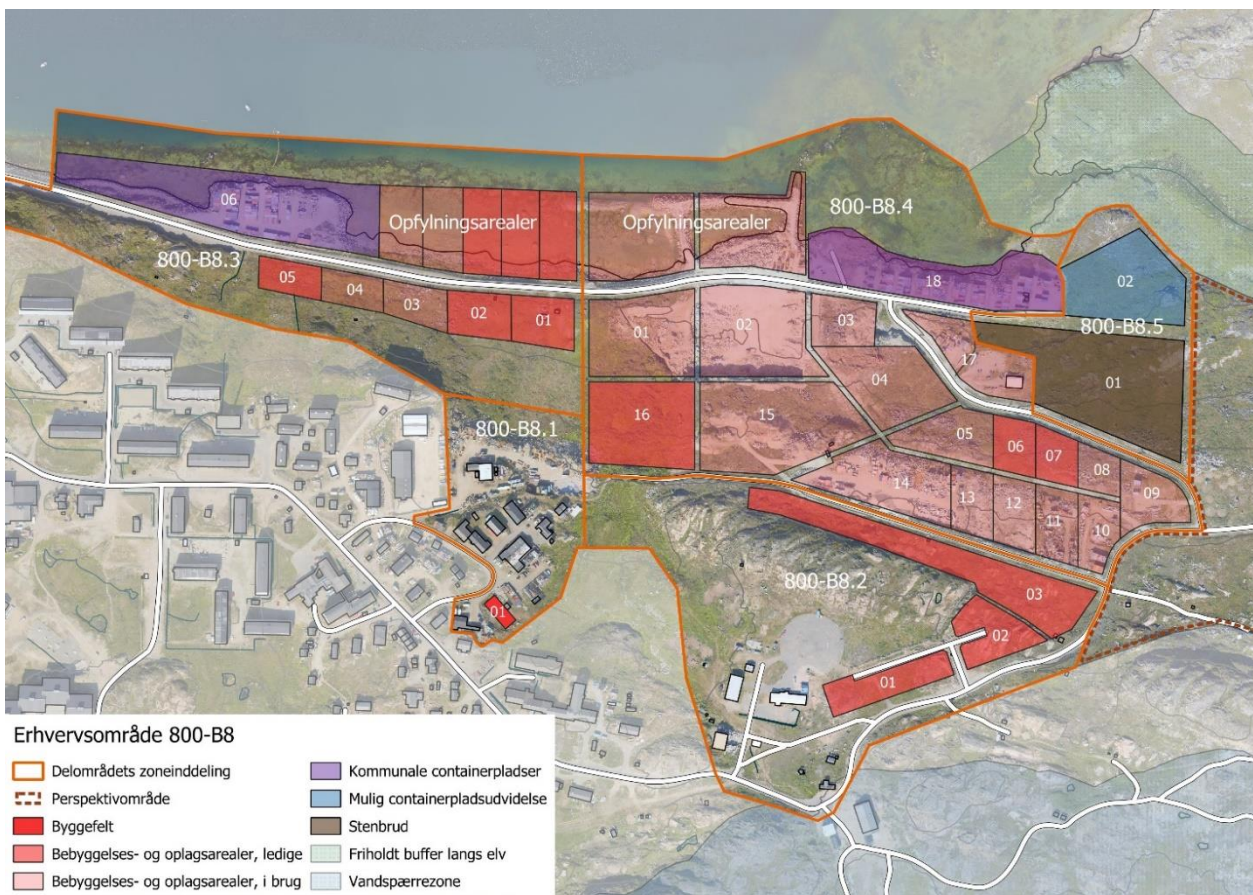 Opfylningsarealer
Opfylningsarealer
800-B8.4
06
800-B8.3
18
02
05
04
03
02
01
01
02
03
800-B8.5
17
01
04
16
15
800-B8.1
05
06
07
08
09
14
13
12
11
10
800-B8.2
03
01
02
01
Erhvervsområde 800-B8
Delområdets zoneinddeling
Perspektivområde
Byggefelt
Bebyggelses- og oplagsarealer, ledige
Bebyggelses- og oplagsarealer, i brug
Kommunale containerpladser
Mulig containerpladsudvidelse
Stenbrud
Friholdt buffer langs elv
Vandspærrezone